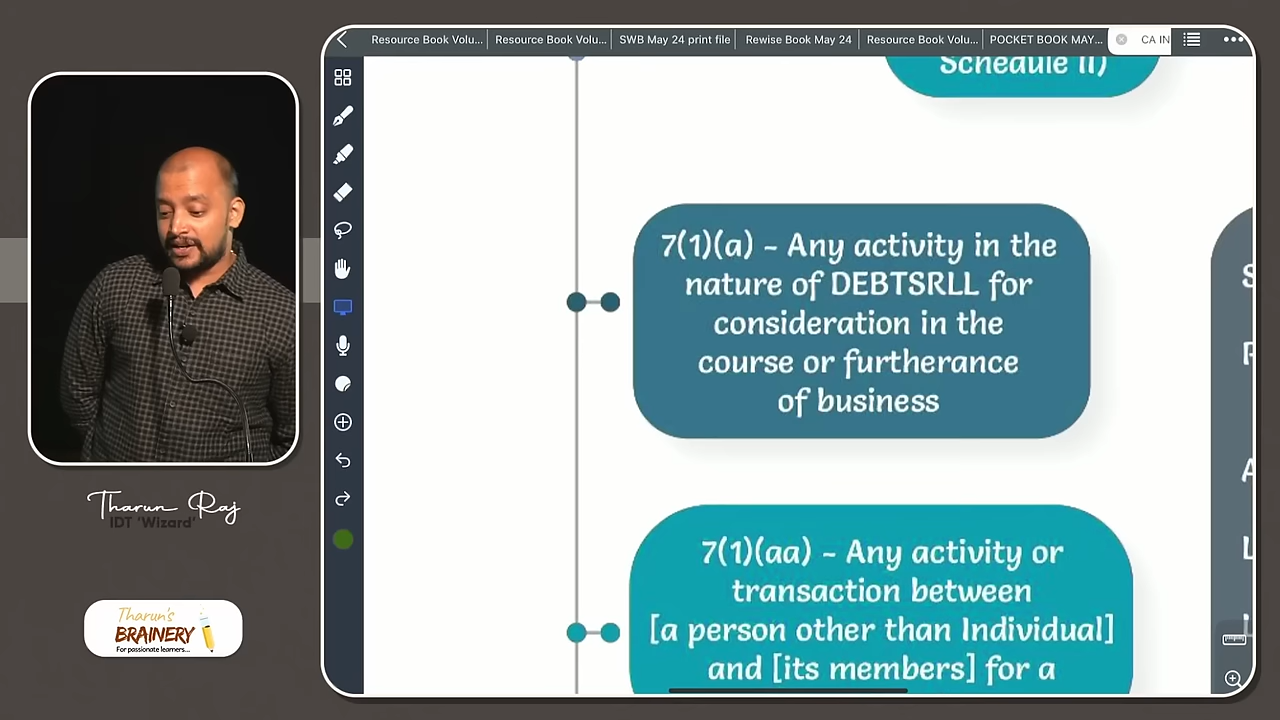 Resource Book Volu...
Resource Book Volu...
SWB May 24 print file
Rewise Book May 24
Resource Book Volu...
POCKET BOOK MAY...
CA IN
Schedule II)
7(1)(a) - Any activity in the
nature of DEBTSRLL for
consideration in the
course or furtherance
of business
7(1)(aa) - Any activity or
transaction between
[a person other than Individual]
and [its members] for a
Tharun Raj
IDT 'Wizard'
Tharun's
BRAINERY
For passionate learners...